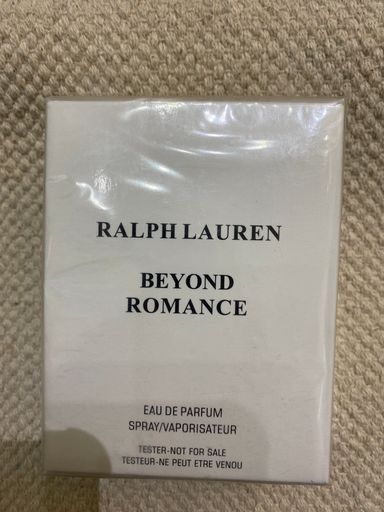 RALPH LAUREN
BEYOND
ROMANCE
EAU DE PARFUM
SPRAY/VAPORISATEUR
TESTER-NOT FOR SALE
TESTEUR-NE PEUT ETRE VENOU